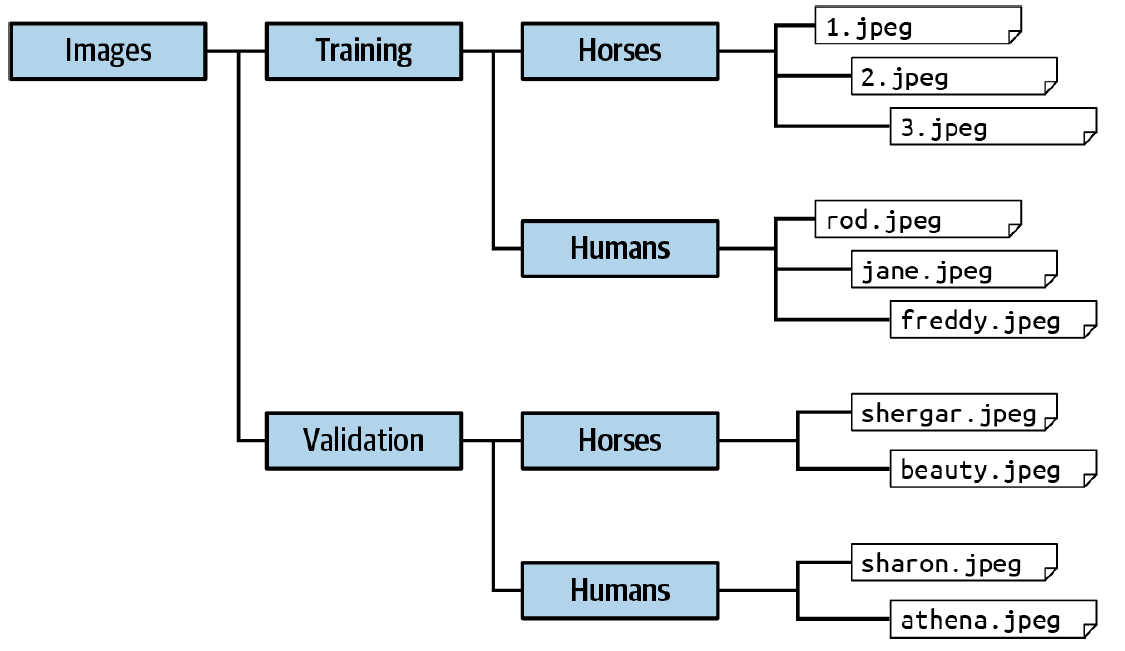 Images
Training
Horses
1.jpeg
2.jpeg
3.jpeg
Humans
rod.jpeg
jane.jpeg
freddy.jpeg
Validation
Horses
shergar.jpeg
beauty.jpeg
Humans
sharon.jpeg
athena.jpeg